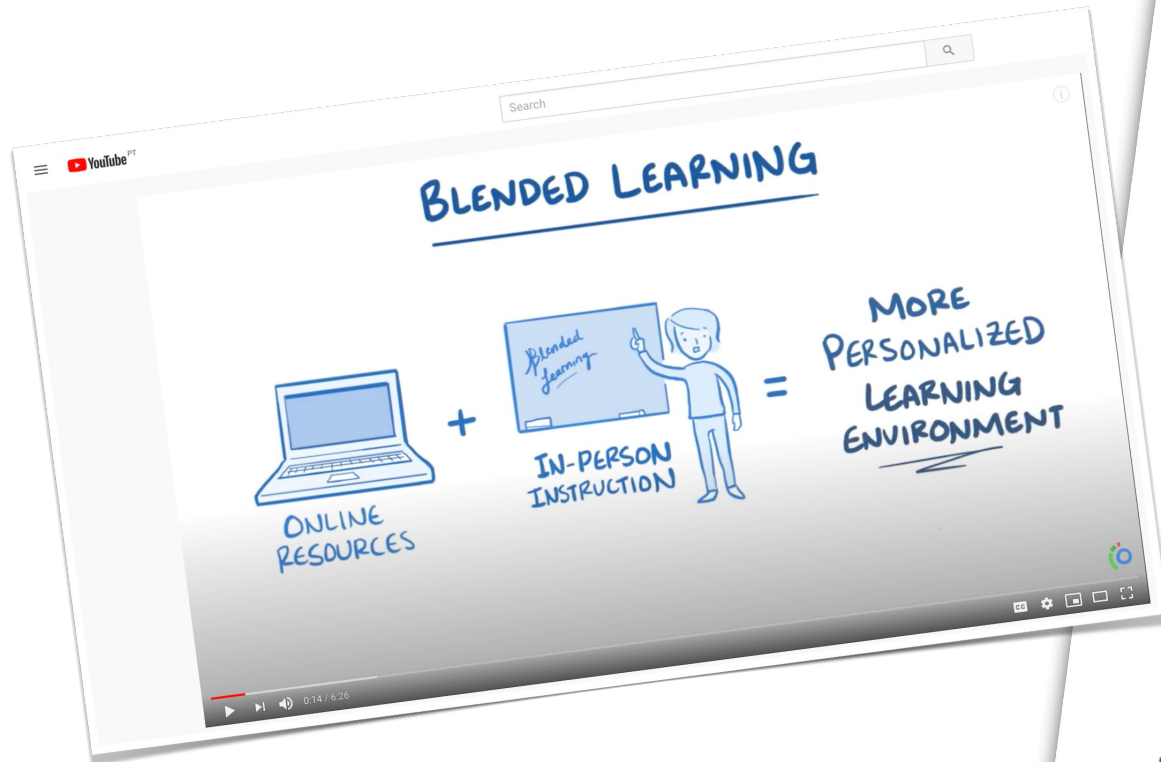 Search
YouTube PT
BLENDED LEARNING
Blended
Learning
+
=
ONLINE
RESOURCES
IN-PERSON
INSTRUCTION
MORE
PERSONALIZED
LEARNING
ENVIRONMENT
CC
0:14 / 6:26